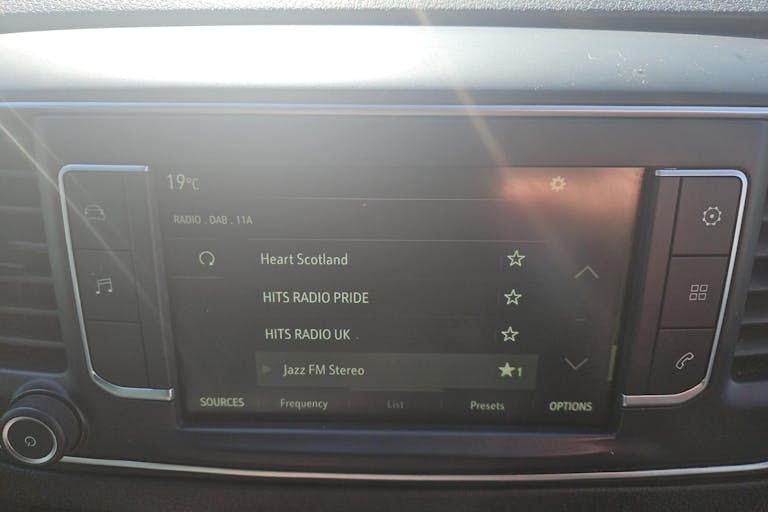 19°C
RADIO . DAB . 11A
Heart Scotland
HITS RADIO PRIDE
HITS RADIO UK
Jazz FM Stereo 1
SOURCES Frequency List Presets OPTIONS